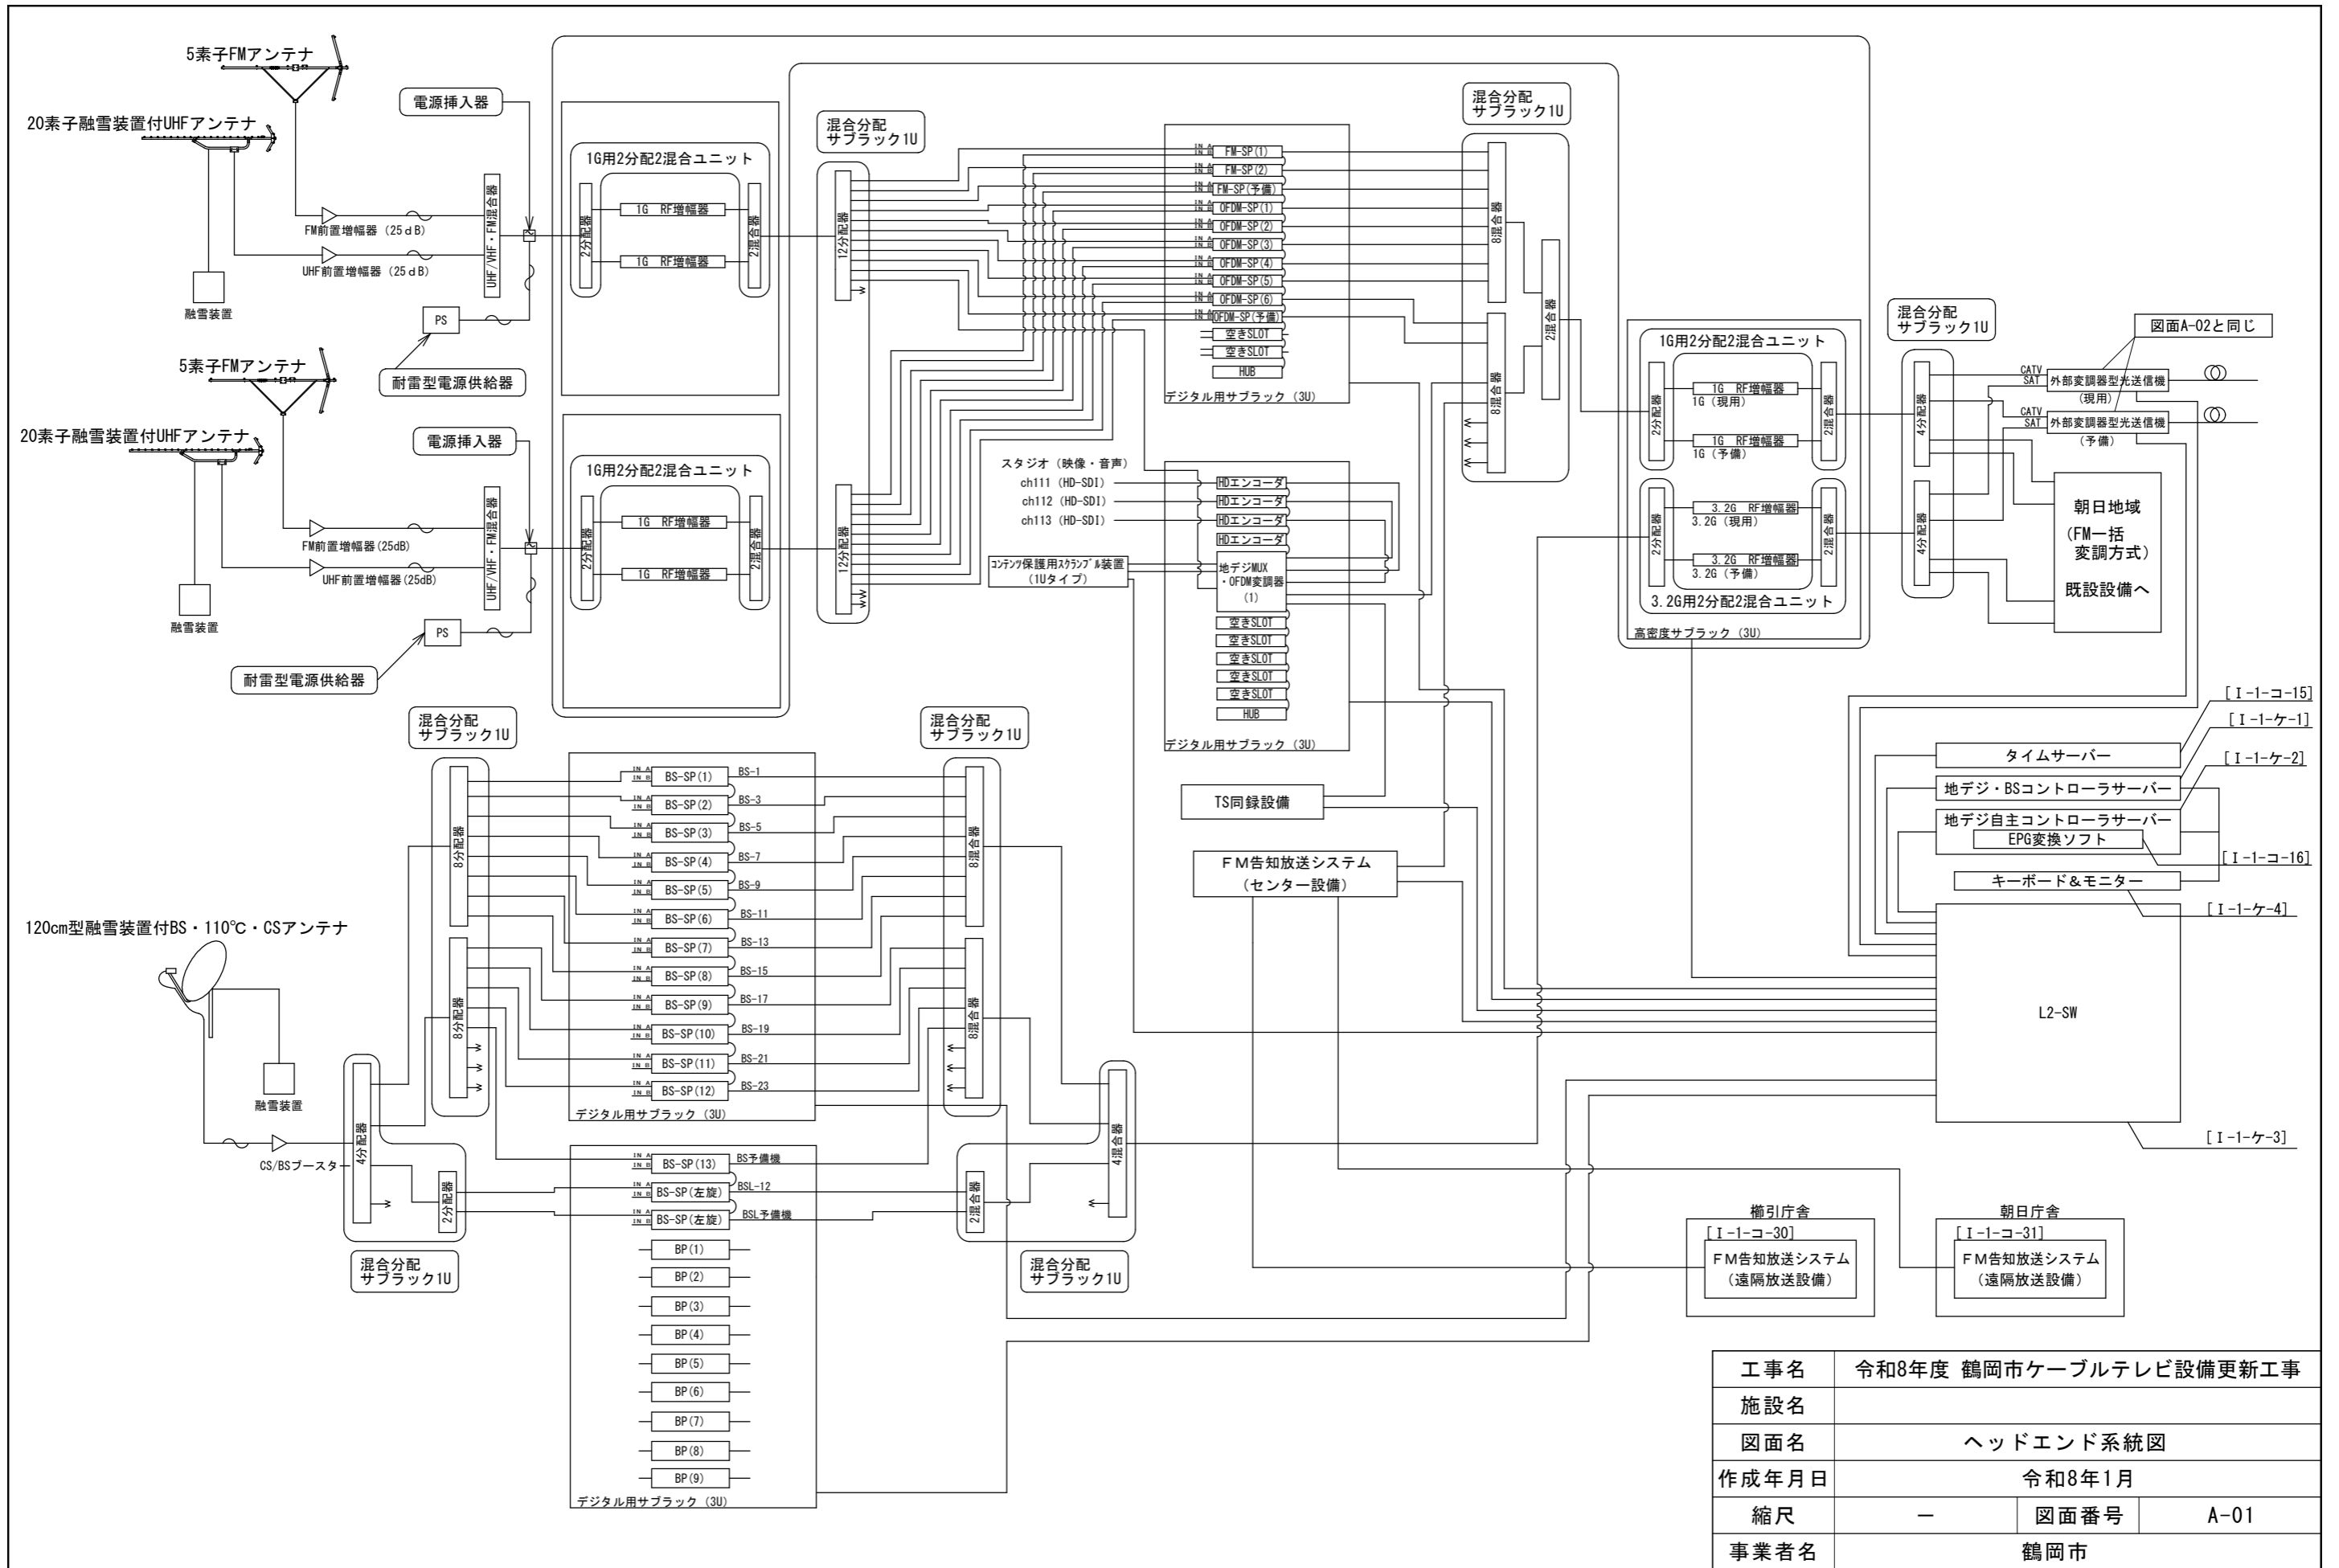 5素子FMアンテナ
20素子融雪装置付UHFアンテナ
電源挿入器
FM前置増幅器（25ｄB）
UHF前置増幅器（25ｄB）
UHF/VHF・FM混合器
融雪装置
PS
耐雷型電源供給器
1G用2分配2混合ユニット
2分配器
1G RF増幅器
1G RF増幅器
2混合器
混合分配
サブラック1U
12分配器
5素子FMアンテナ
20素子融雪装置付UHFアンテナ
電源挿入器
FM前置増幅器(25dB)
UHF前置増幅器(25dB)
UHF/VHF・FM混合器
融雪装置
PS
耐雷型電源供給器
1G用2分配2混合ユニット
2分配器
1G RF増幅器
1G RF増幅器
2混合器
12分配器
IN A
IN B
FM-SP(1)
IN A
IN B
FM-SP(2)
IN A
IN B
FM-SP(予備)
IN A
IN B
OFDM-SP(1)
IN A
IN B
OFDM-SP(2)
IN A
IN B
OFDM-SP(3)
IN A
IN B
OFDM-SP(4)
IN A
IN B
OFDM-SP(5)
IN A
IN B
OFDM-SP(6)
IN A
IN B
OFDM-SP(予備)
空きSLOT
空きSLOT
HUB
デジタル用サブラック（3U）
混合分配
サブラック1U
8混合器
8混合器
2混合器
スタジオ（映像・音声）
ch111（HD-SDI）
ch112（HD-SDI）
ch113（HD-SDI）
HDエンコーダ
HDエンコーダ
HDエンコーダ
HDエンコーダ
コンテンツ保護用スクランブル装置
（1Uタイプ）
地デジMUX
・OFDM変調器
(1)
空きSLOT
空きSLOT
空きSLOT
空きSLOT
空きSLOT
HUB
デジタル用サブラック（3U）
1G用2分配2混合ユニット
2分配器
1G RF増幅器
1G（現用）
1G RF増幅器
1G（予備）
2混合器
2分配器
3.2G RF増幅器
3.2G（現用）
3.2G RF増幅器
3.2G（予備）
2混合器
3.2G用2分配2混合ユニット
高密度サブラック（3U）
混合分配
サブラック1U
4分配器
4分配器
図面A-02と同じ
CATV
SAT
外部変調器型光送信機
（現用）
CATV
SAT
外部変調器型光送信機
（予備）
朝日地域
（FM一括
変調方式）
既設設備へ
[Ⅰ-1-コ-15]
タイムサーバー
[Ⅰ-1-ケ-1]
地デジ・BSコントローラサーバー
[Ⅰ-1-ケ-2]
地デジ自主コントローラサーバー
EPG変換ソフト
[Ⅰ-1-コ-16]
キーボード＆モニター
[Ⅰ-1-ケ-4]
L2-SW
[Ⅰ-1-ケ-3]
TS同録設備
ＦＭ告知放送システム
（センター設備）
櫛引庁舎
[Ⅰ-1-コ-30]
ＦＭ告知放送システム
（遠隔放送設備）
朝日庁舎
[Ⅰ-1-コ-31]
ＦＭ告知放送システム
（遠隔放送設備）
120cm型融雪装置付BS・110℃・CSアンテナ
融雪装置
CS/BSブースター
4分配器
2分配器
混合分配
サブラック1U
混合分配
サブラック1U
8分配器
8分配器
IN A
IN B
BS-SP(1)
BS-1
IN A
IN B
BS-SP(2)
BS-3
IN A
IN B
BS-SP(3)
BS-5
IN A
IN B
BS-SP(4)
BS-7
IN A
IN B
BS-SP(5)
BS-9
IN A
IN B
BS-SP(6)
BS-11
IN A
IN B
BS-SP(7)
BS-13
IN A
IN B
BS-SP(8)
BS-15
IN A
IN B
BS-SP(9)
BS-17
IN A
IN B
BS-SP(10)
BS-19
IN A
IN B
BS-SP(11)
BS-21
IN A
IN B
BS-SP(12)
BS-23
デジタル用サブラック（3U）
混合分配
サブラック1U
8混合器
8混合器
IN A
IN B
BS-SP(13)
BS予備機
IN A
IN B
BS-SP(左旋)
BSL-12
IN A
IN B
BS-SP(左旋)
BSL予備機
BP(1)
BP(2)
BP(3)
BP(4)
BP(5)
BP(6)
BP(7)
BP(8)
BP(9)
デジタル用サブラック（3U）
2混合器
4混合器
混合分配
サブラック1U
工事名 令和8年度 鶴岡市ケーブルテレビ設備更新工事
施設名
図面名 ヘッドエンド系統図
作成年月日 令和8年1月
縮尺 － 図面番号 A-01
事業者名 鶴岡市